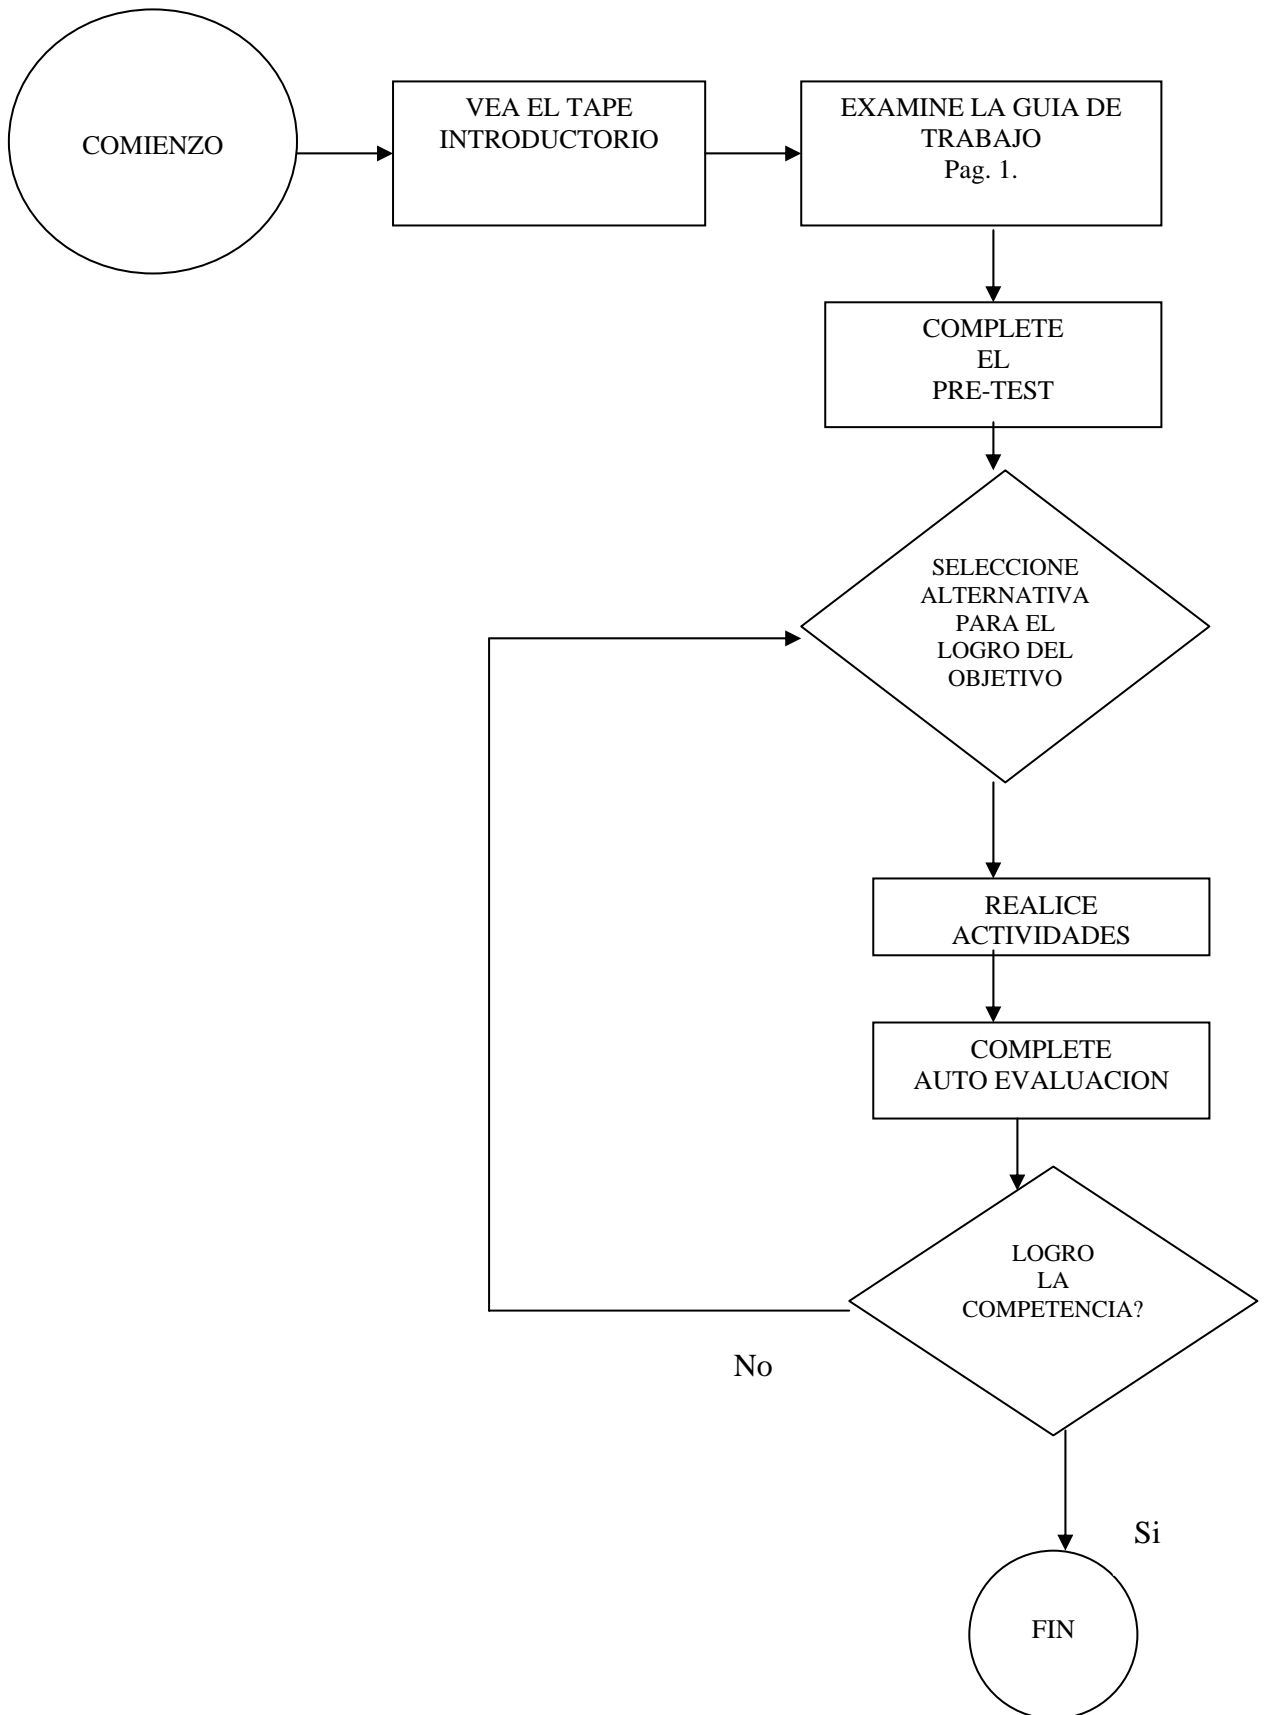 COMIENZO
VEA EL TAPE
INTRODUCTORIO
EXAMINE LA GUIA DE
TRABAJO
Pag. 1.
COMPLETE
EL
PRE-TEST
SELECCIONE
ALTERNATIVA
PARA EL
LOGRO DEL
OBJETIVO
REALICE
ACTIVIDADES
COMPLETE
AUTO EVALUACION
LOGRO
LA
COMPETENCIA?
No
Si
FIN